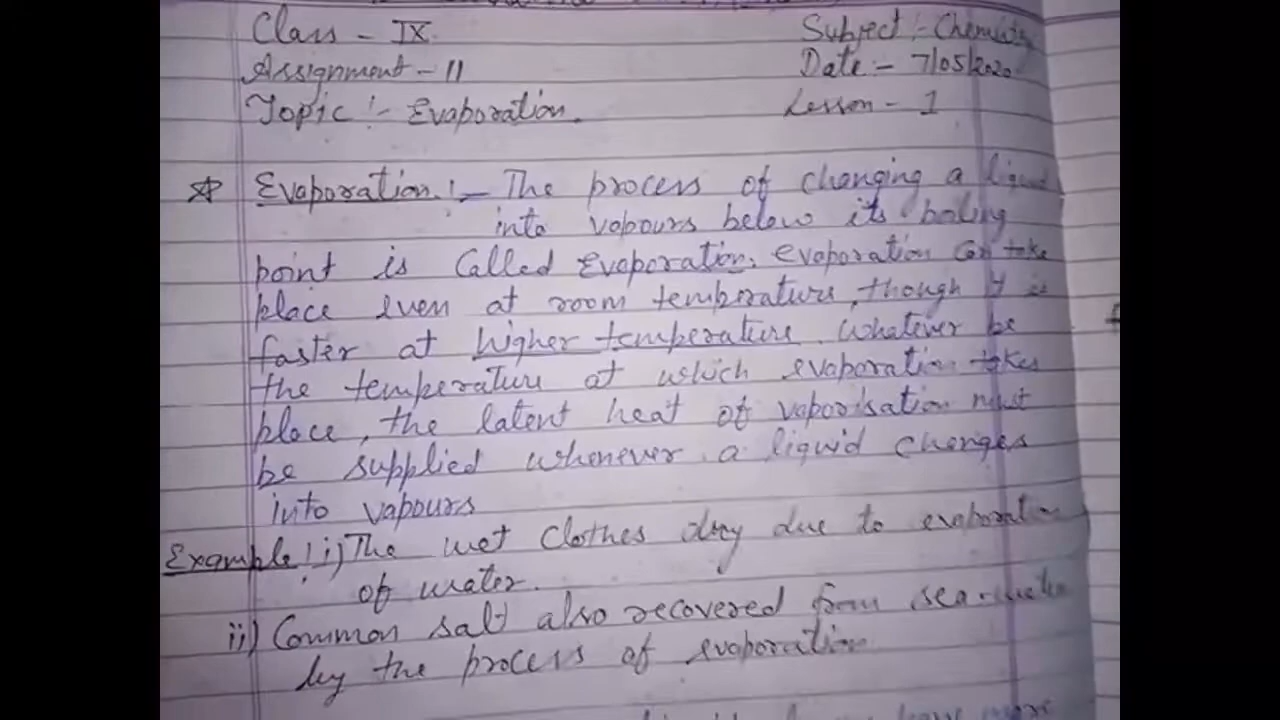 Class - IX
Subject :- Chemistry
Assignment - 11
Date :- 7/05/2020
Topic :- Evaporation.
Lesson - 1
☆ Evaporation :- The process of changing a liquid
into vapours below its boling
point is called Evaporation. evaporation can take
place even at room temperature, though it is
faster at higher temperature. Whatever be
the temperature at which evaporation takes
place, the latent heat of vaporisation must
be supplied whenever a liquid changes
into vapours
Example : i) The wet clothes dry due to evaporation
of water.
ii) Common salt also recovered from sea-water
by the process of evaporation
have more